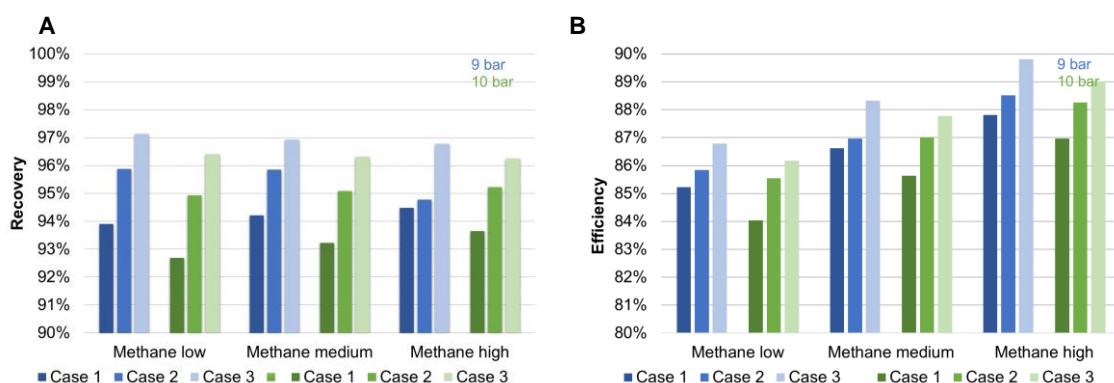 A
100%
99%
98%
97%
96%
95%
94%
93%
92%
91%
90%
Recovery
9 bar
10 bar
Methane low Methane medium Methane high
Case 1 Case 2 Case 3 Case 1 Case 2 Case 3
B
90%
89%
88%
87%
86%
85%
84%
83%
82%
81%
80%
Efficiency
9 bar
10 bar
Methane low Methane medium Methane high
Case 1 Case 2 Case 3 Case 1 Case 2 Case 3